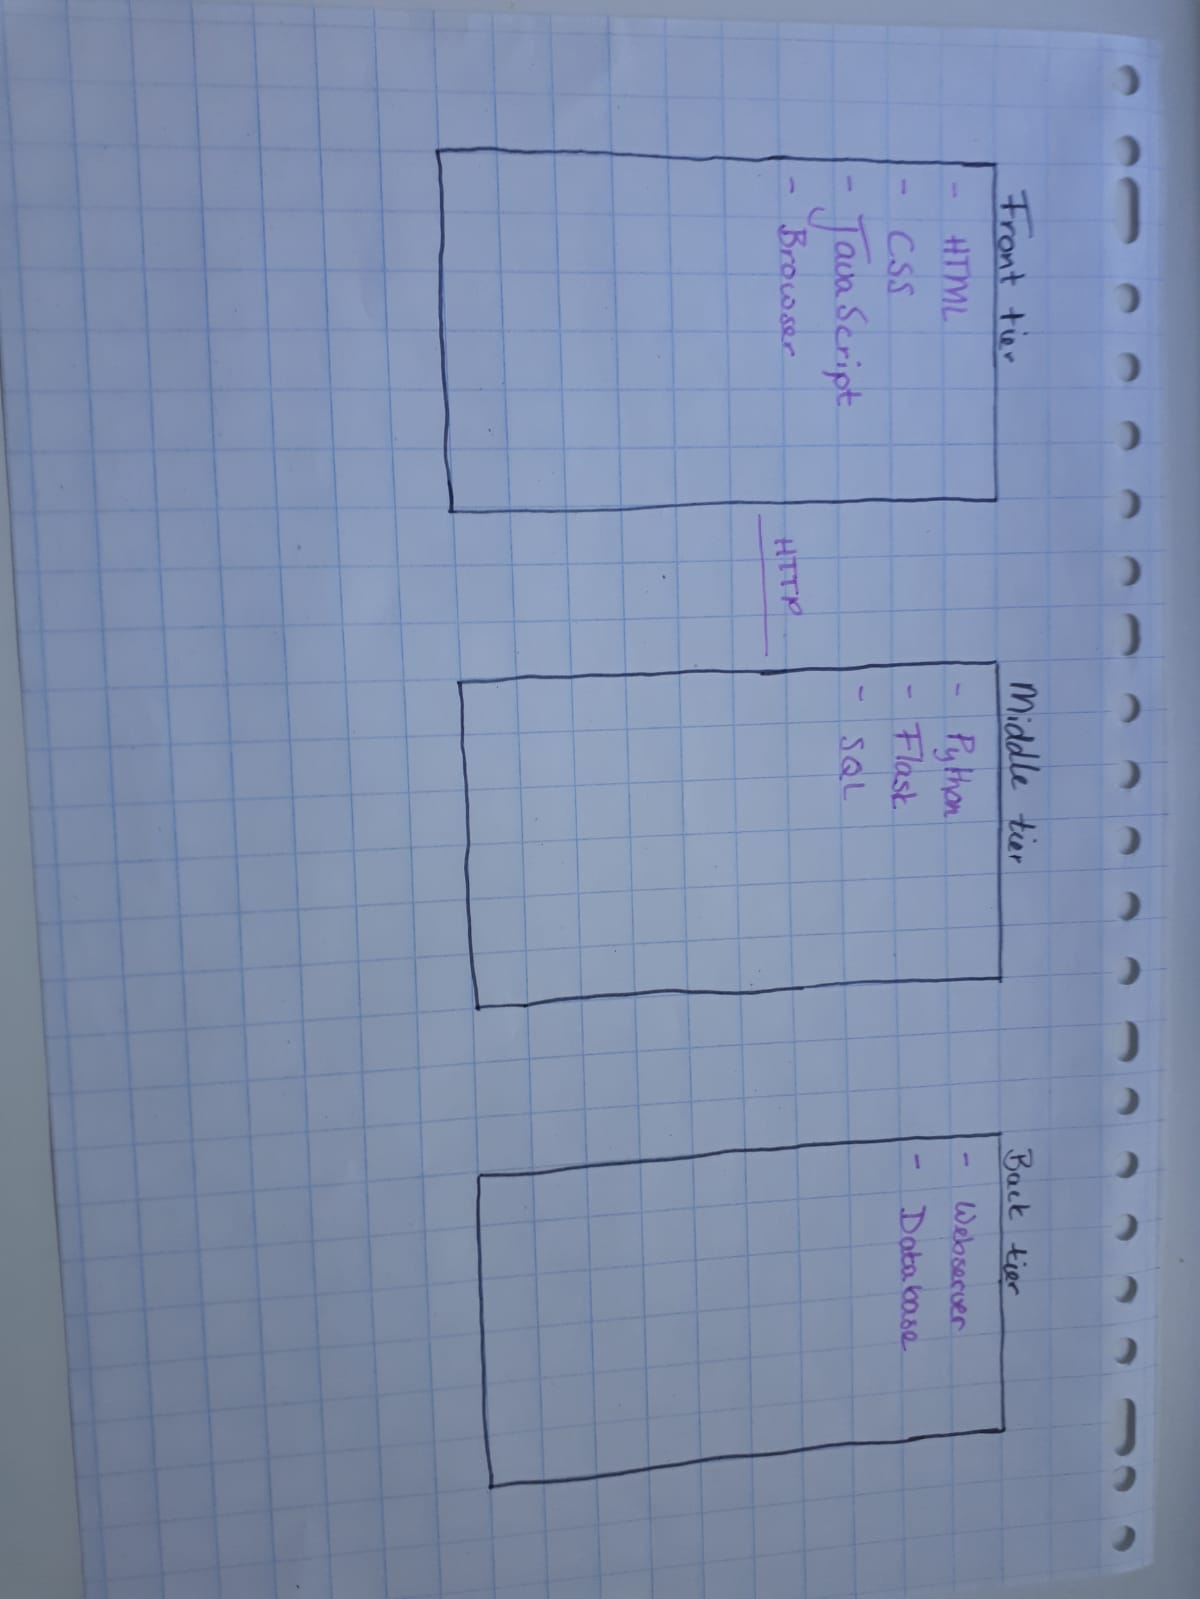 Front tier
- HTML
- CSS
- JavaScript
- Browser
HTTP
Middle tier
- Python
- Flask
- SQL
Back tier
- Webserver
- Database